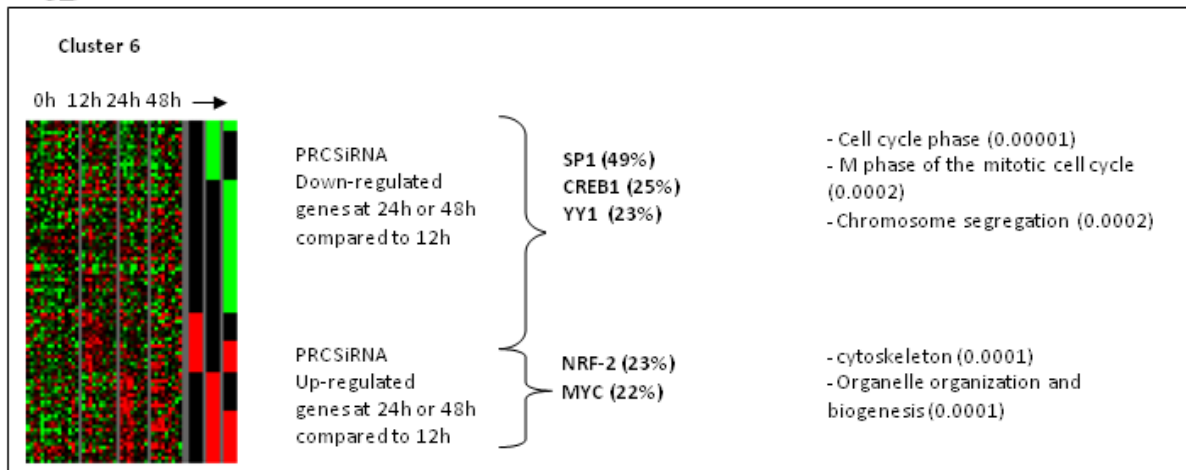 Cluster 6
0h 12h 24h 48h
PRCSiRNA
Down-regulated
genes at 24h or 48h
compared to 12h
SP1 (49%)
CREB1 (25%)
YY1 (23%)
- Cell cycle phase (0.00001)
- M phase of the mitotic cell cycle
(0.0002)
- Chromosome segregation (0.0002)
PRCSiRNA
Up-regulated
genes at 24h or 48h
compared to 12h
NRF-2 (23%)
MYC (22%)
- cytoskeleton (0.0001)
- Organelle organization and
biogenesis (0.0001)